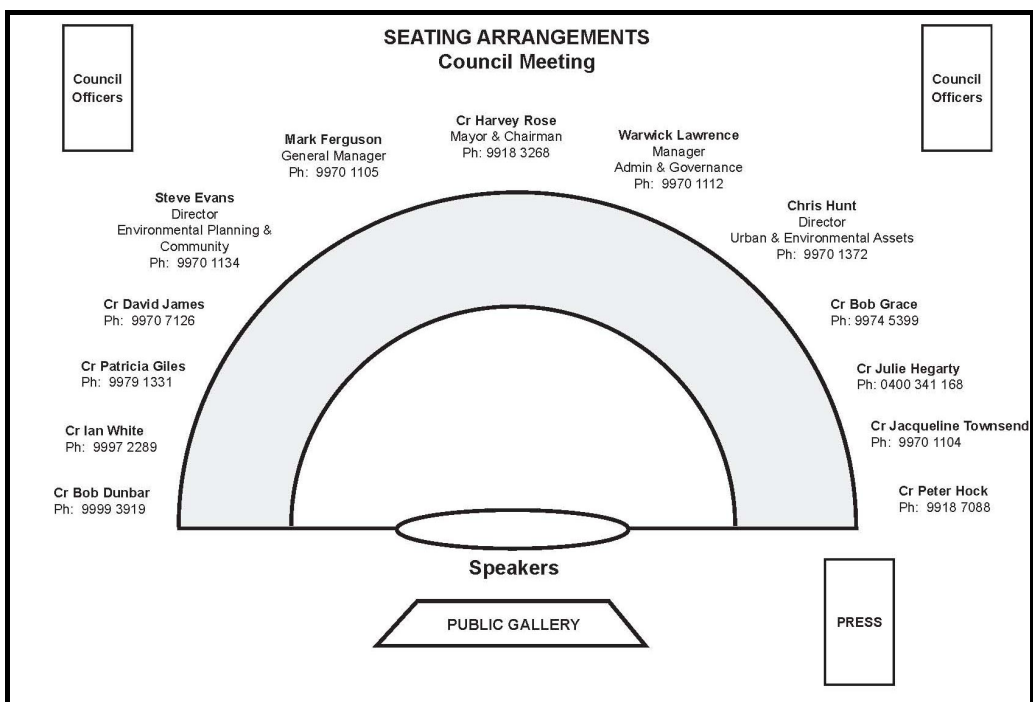 SEATING ARRANGEMENTS
Council Meeting
Council
Officers
Council
Officers
Cr Harvey Rose
Mayor & Chairman
Ph: 9918 3268
Mark Ferguson
General Manager
Ph: 9970 1105
Warwick Lawrence
Manager
Admin & Governance
Ph: 9970 1112
Steve Evans
Director
Environmental Planning &
Community
Ph: 9970 1134
Chris Hunt
Director
Urban & Environmental Assets
Ph: 9970 1372
Cr David James
Ph: 9970 7126
Cr Bob Grace
Ph: 9974 5399
Cr Patricia Giles
Ph: 9979 1331
Cr Julie Hegarty
Ph: 0400 341 168
Cr Ian White
Ph: 9997 2289
Cr Jacqueline Townsend
Ph: 9970 1104
Cr Bob Dunbar
Ph: 9999 3919
Cr Peter Hock
Ph: 9918 7088
Speakers
PUBLIC GALLERY
PRESS